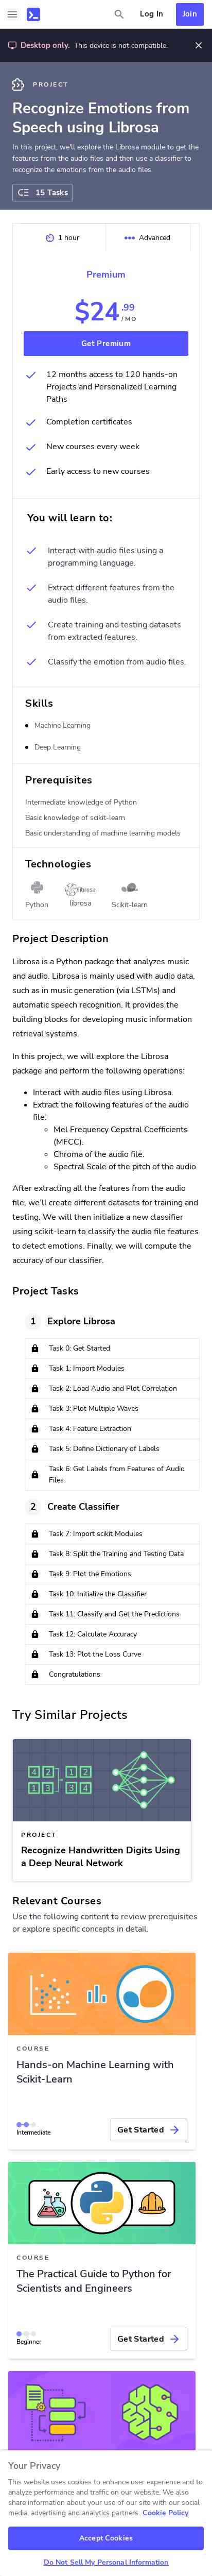 Log In
Join
Desktop only. This device is not compatible.
PROJECT
Recognize Emotions from
Speech using Librosa
In this project, we'll explore the Librosa module to get the
features from the audio files and then use a classifier to
recognize the emotions from the audio files.
15 Tasks
1 hour
Advanced
Premium
$24.99
/MO
Get Premium
12 months access to 120 hands-on
Projects and Personalized Learning
Paths
Completion certificates
New courses every week
Early access to new courses
You will learn to:
Interact with audio files using a
programming language.
Extract different features from the
audio files.
Create training and testing datasets
from extracted features.
Classify the emotion from audio files.
Skills
Machine Learning
Deep Learning
Prerequisites
Intermediate knowledge of Python
Basic knowledge of scikit-learn
Basic understanding of machine learning models
Technologies
librosa
Python
librosa
Scikit-learn
Project Description
Librosa is a Python package that analyzes music
and audio. Librosa is mainly used with audio data,
such as in music generation (via LSTMs) and
automatic speech recognition. It provides the
building blocks for developing music information
retrieval systems.
In this project, we will explore the Librosa
package and perform the following operations:
Interact with audio files using Librosa.
Extract the following features of the audio
file:
Mel Frequency Cepstral Coefficients
(MFCC).
Chroma of the audio file.
Spectral Scale of the pitch of the audio.
After extracting all the features from the audio
file, we'll create different datasets for training and
testing. We will then initialize a new classifier
using scikit-learn to classify the audio file features
to detect emotions. Finally, we will compute the
accuracy of our classifier.
Project Tasks
1 Explore Librosa
Task 0: Get Started
Task 1: Import Modules
Task 2: Load Audio and Plot Correlation
Task 3: Plot Multiple Waves
Task 4: Feature Extraction
Task 5: Define Dictionary of Labels
Task 6: Get Labels from Features of Audio
Files
2 Create Classifier
Task 7: Import scikit Modules
Task 8: Split the Training and Testing Data
Task 9: Plot the Emotions
Task 10: Initialize the Classifier
Task 11: Classify and Get the Predictions
Task 12: Calculate Accuracy
Task 13: Plot the Loss Curve
Congratulations
Try Similar Projects
4 2 1 2
1 3 3 4
PROJECT
Recognize Handwritten Digits Using
a Deep Neural Network
Relevant Courses
Use the following content to review prerequisites
or explore specific concepts in detail.
COURSE
Hands-on Machine Learning with
Scikit-Learn
Intermediate
Get Started
COURSE
The Practical Guide to Python for
Scientists and Engineers
Beginner
Get Started
Your Privacy
This website uses cookies to enhance user experience and to
analyze performance and traffic on our website. We also
share information about your use of our site with our social
media, advertising and analytics partners. Cookie Policy
Accept Cookies
Do Not Sell My Personal Information